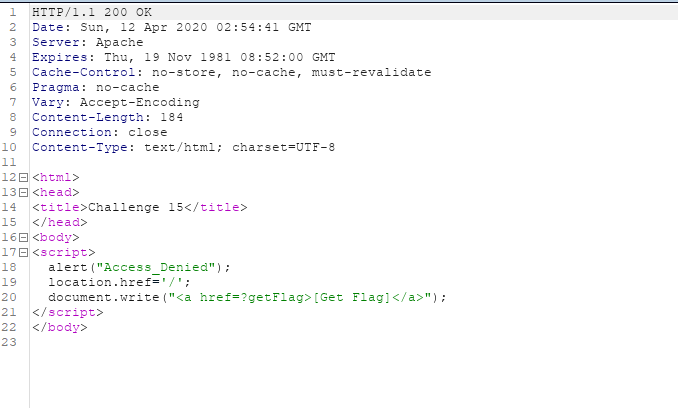 1 HTTP/1.1 200 OK
2 Date: Sun, 12 Apr 2020 02:54:41 GMT
3 Server: Apache
4 Expires: Thu, 19 Nov 1981 08:52:00 GMT
5 Cache-Control: no-store, no-cache, must-revalidate
6 Pragma: no-cache
7 Vary: Accept-Encoding
8 Content-Length: 184
9 Connection: close
10 Content-Type: text/html; charset=UTF-8
11
12 <html>
13 <head>
14 <title>Challenge 15</title>
15 </head>
16 <body>
17 <script>
18   alert("Access_Denied");
19   location.href='/';
20   document.write("<a href=?getFlag>[Get Flag]</a>");
21 </script>
22 </body>
23